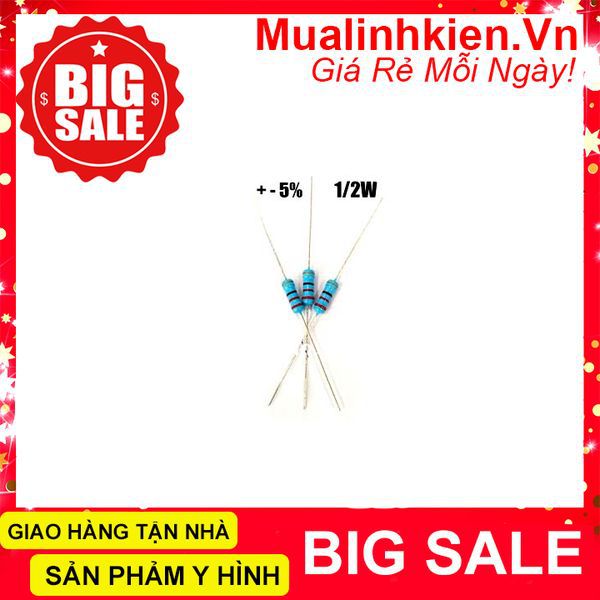 Mualinhkien.Vn
Giá Rẻ Mỗi Ngày!
BIG
$ $
SALE
+ - 5% 1/2W
GIAO HÀNG TẬN NHÀ
SẢN PHẨM Y HÌNH
BIG SALE